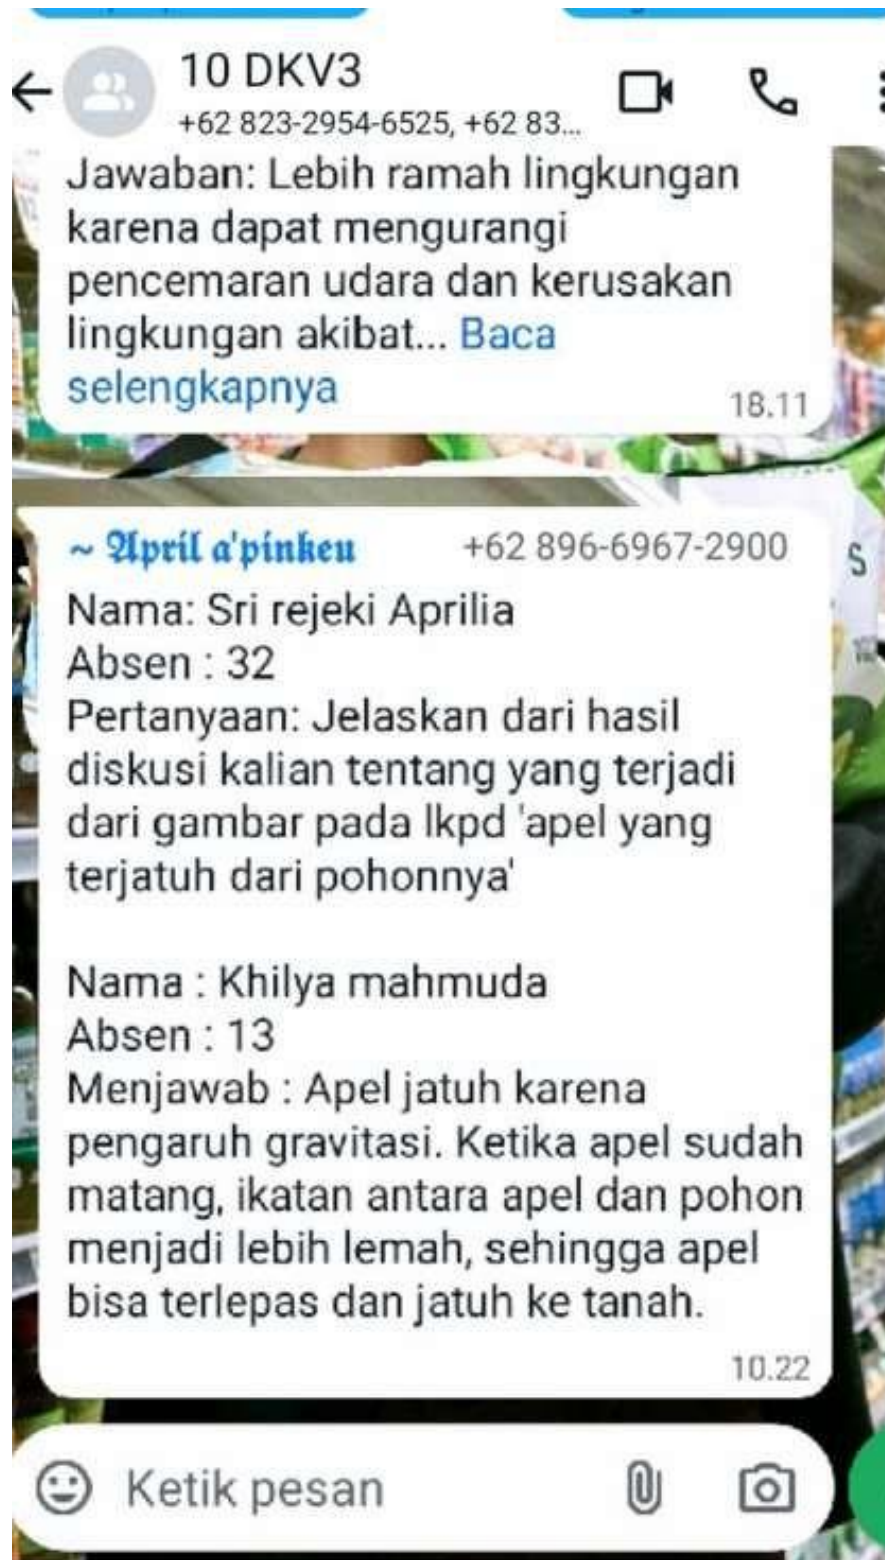 10 DKV3
+62 823-2954-6525, +62 83...
Jawaban: Lebih ramah lingkungan
karena dapat mengurangi
pencemaran udara dan kerusakan
lingkungan akibat... Baca
selengkapnya
18.11
~ April a'pinkeu +62 896-6967-2900
Nama: Sri rejeki Aprilia
Absen : 32
Pertanyaan: Jelaskan dari hasil
diskusi kalian tentang yang terjadi
dari gambar pada lkpd 'apel yang
terjatuh dari pohonnya'
Nama : Khilya mahmuda
Absen : 13
Menjawab : Apel jatuh karena
pengaruh gravitasi. Ketika apel sudah
matang, ikatan antara apel dan pohon
menjadi lebih lemah, sehingga apel
bisa terlepas dan jatuh ke tanah.
10.22
Ketik pesan